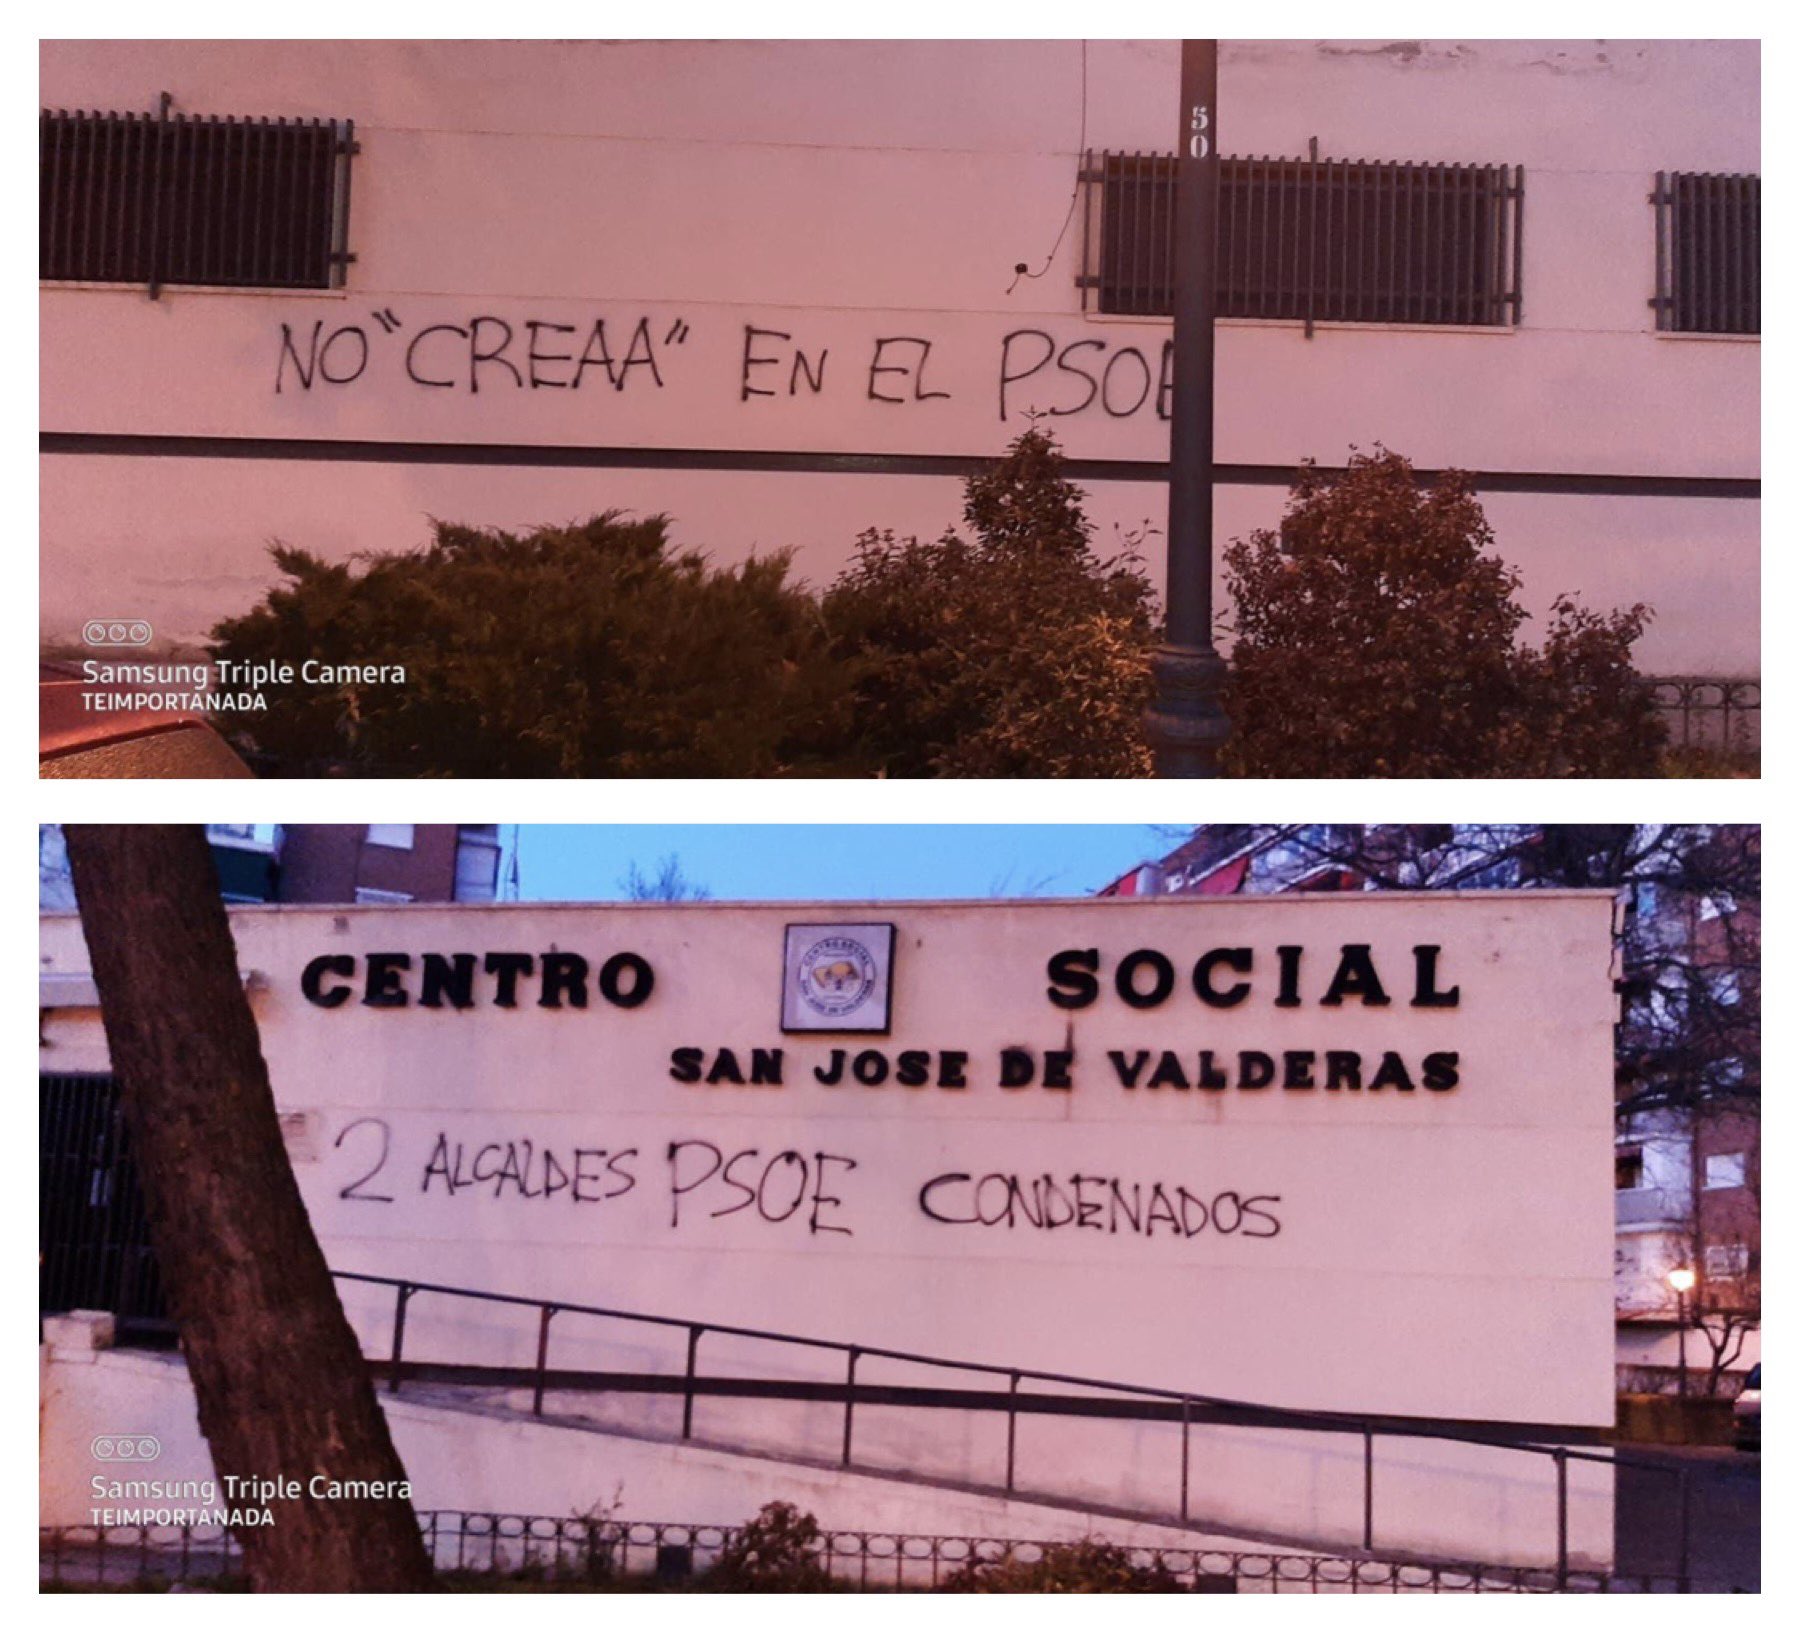 50
NO "CREAA" EN EL PSOE
Samsung Triple Camera
TEIMPORTANADA
CENTRO SOCIAL
SAN JOSE DE VALDERAS
2 ALCALDES PSOE CONDENADOS
Samsung Triple Camera
TEIMPORTANADA